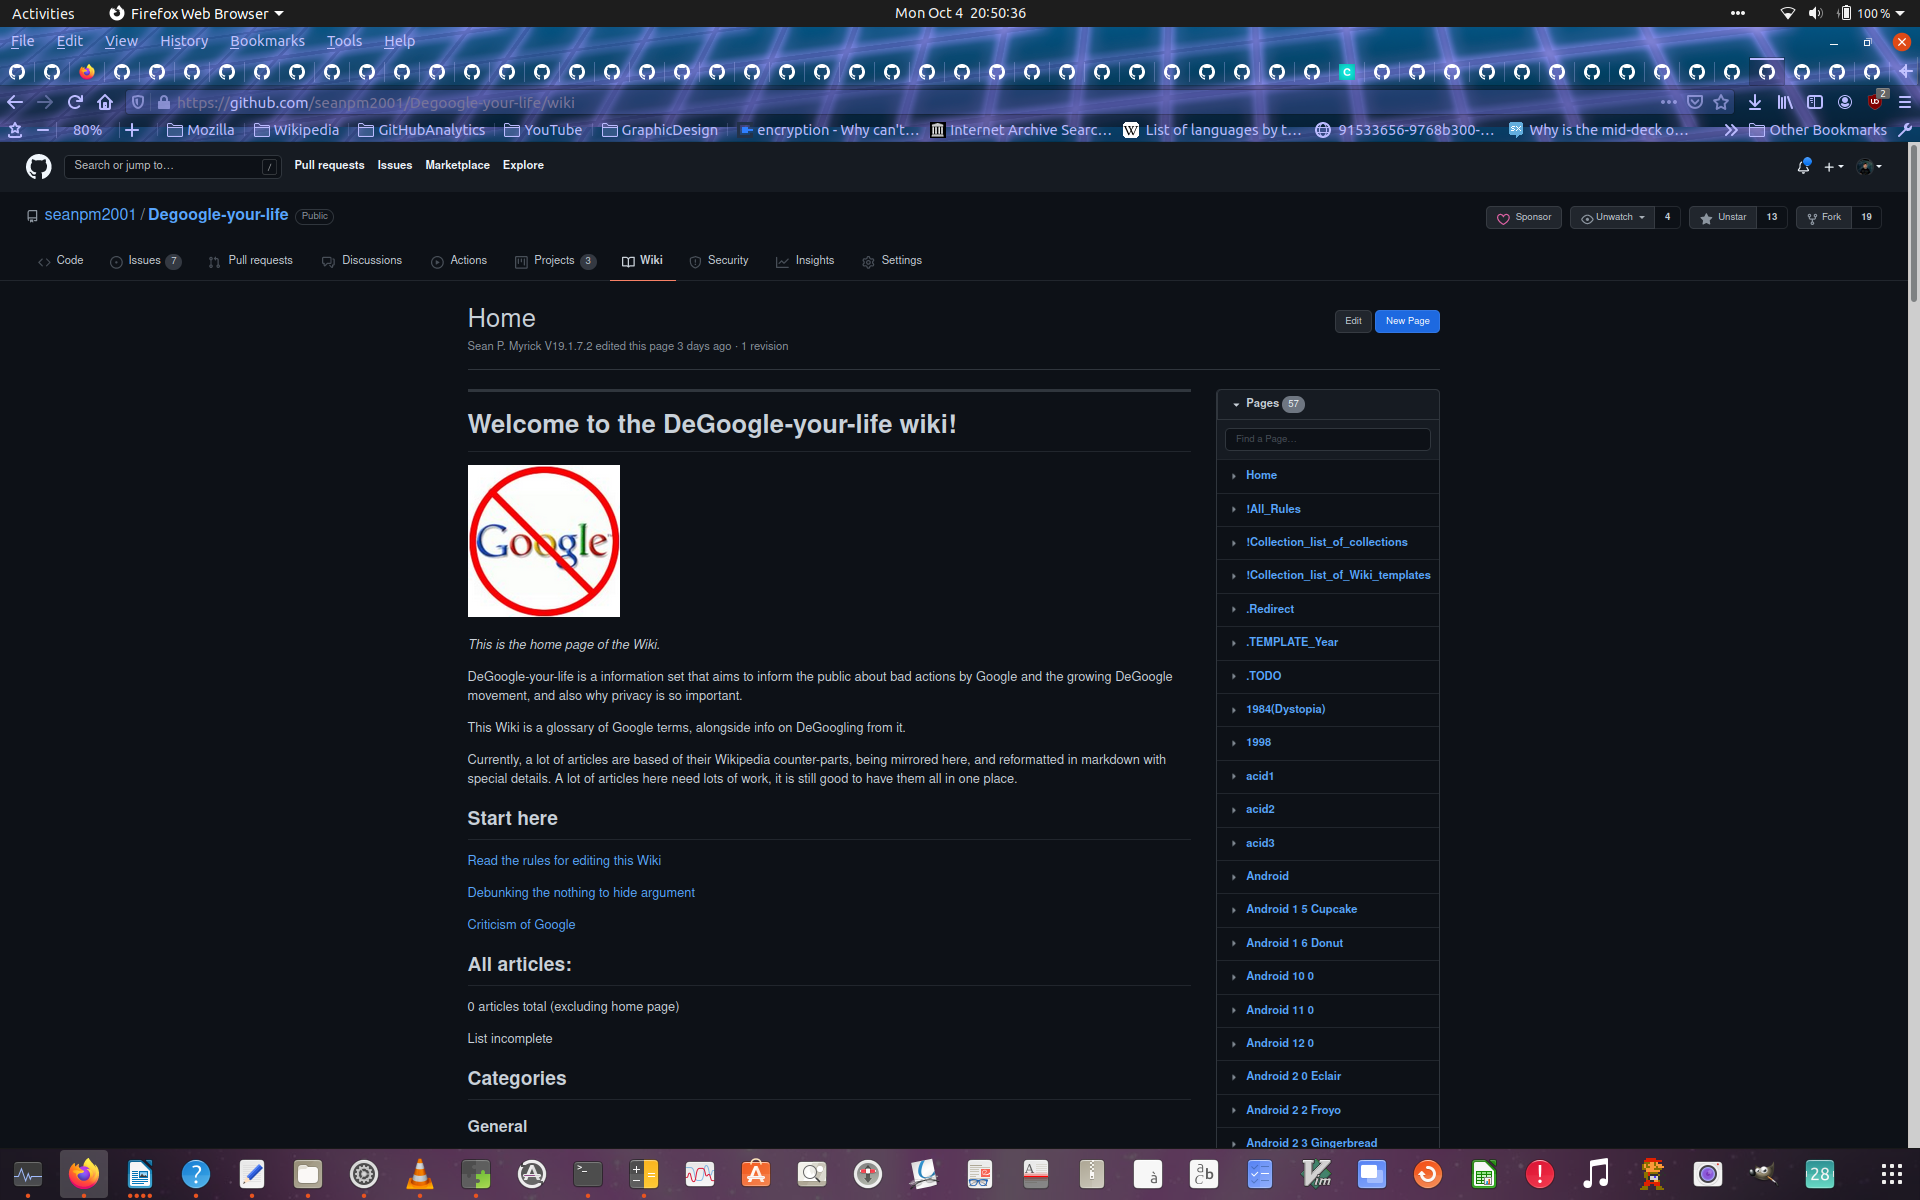 Activities
Firefox Web Browser
Mon Oct 4 20:50:36
100 %
File Edit View History Bookmarks Tools Help
https://github.com/seanpm2001/Degoogle-your-life/wiki
2
80%
Mozilla
Wikipedia
GitHubAnalytics
YouTube
GraphicDesign
encryption - Why can't…
Internet Archive Searc…
List of languages by t…
91533656-9768b300-…
Why is the mid-deck o…
Other Bookmarks
Search or jump to…
/
Pull requests Issues Marketplace Explore
seanpm2001 / Degoogle-your-life Public
Sponsor
Unwatch 4
Unstar 13
Fork 19
Code
Issues 7
Pull requests
Discussions
Actions
Projects 3
Wiki
Security
Insights
Settings
Home
Edit
New Page
Sean P. Myrick V19.1.7.2 edited this page 3 days ago · 1 revision
Welcome to the DeGoogle-your-life wiki!
Google
This is the home page of the Wiki.
DeGoogle-your-life is a information set that aims to inform the public about bad actions by Google and the growing DeGoogle
movement, and also why privacy is so important.
This Wiki is a glossary of Google terms, alongside info on DeGoogling from it.
Currently, a lot of articles are based of their Wikipedia counter-parts, being mirrored here, and reformatted in markdown with
special details. A lot of articles here need lots of work, it is still good to have them all in one place.
Start here
Read the rules for editing this Wiki
Debunking the nothing to hide argument
Criticism of Google
All articles:
0 articles total (excluding home page)
List incomplete
Categories
General
Pages 57
Find a Page…
Home
!All_Rules
!Collection_list_of_collections
!Collection_list_of_Wiki_templates
.Redirect
.TEMPLATE_Year
.TODO
1984(Dystopia)
1998
acid1
acid2
acid3
Android
Android 1 5 Cupcake
Android 1 6 Donut
Android 10 0
Android 11 0
Android 12 0
Android 2 0 Eclair
Android 2 2 Froyo
Android 2 3 Gingerbread
28